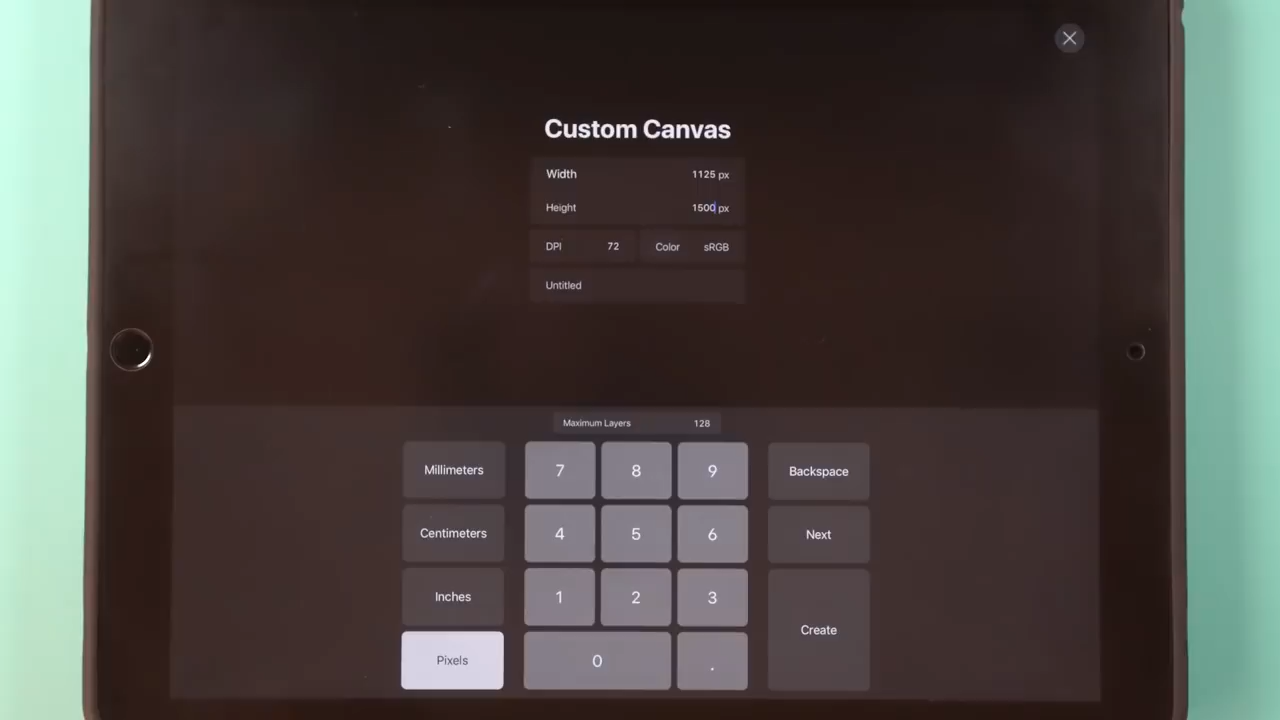 Custom Canvas
Width 1125 px
Height 1500 px
DPI 72 Color sRGB
Untitled
Maximum Layers 128
Millimeters 7 8 9 Backspace
Centimeters 4 5 6 Next
Inches 1 2 3
Create
Pixels 0 .